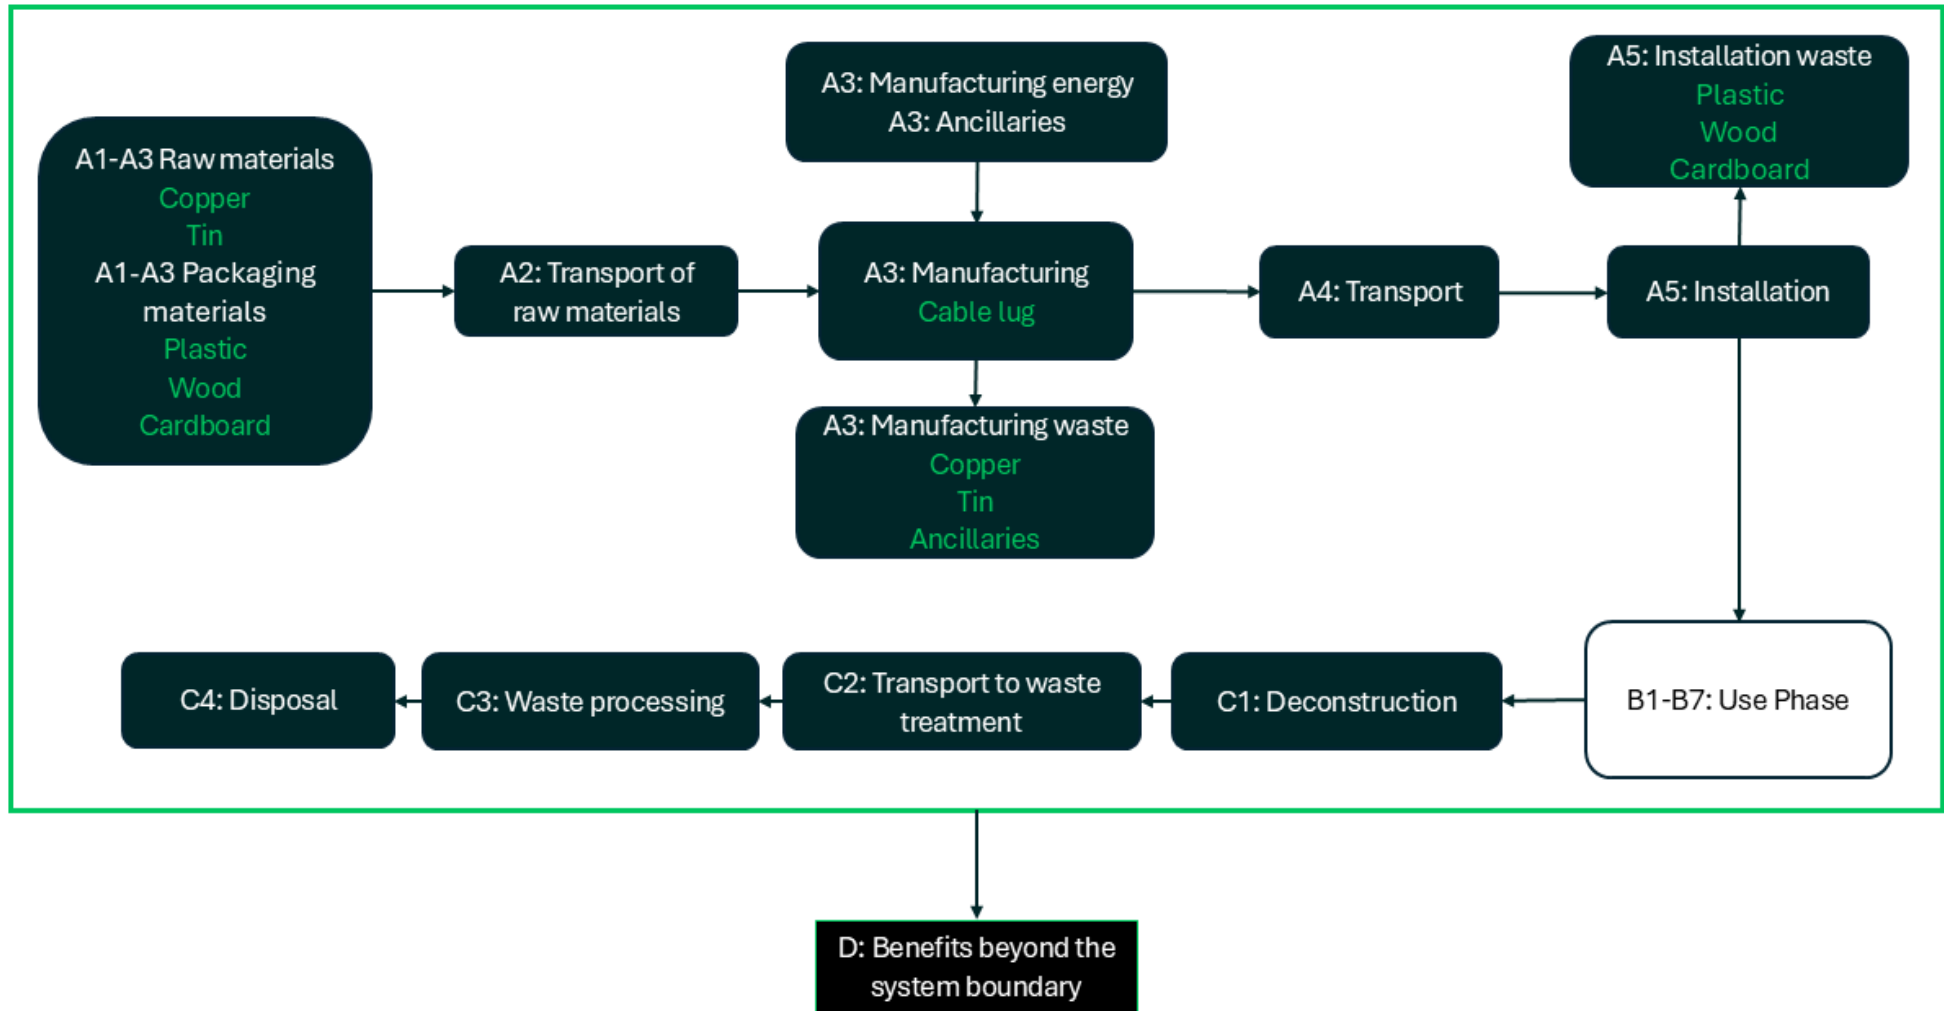 A1-A3 Raw materials
Copper
Tin
A1-A3 Packaging
materials
Plastic
Wood
Cardboard
A2: Transport of
raw materials
A3: Manufacturing energy
A3: Ancillaries
A3: Manufacturing
Cable lug
A3: Manufacturing waste
Copper
Tin
Ancillaries
A4: Transport
A5: Installation
A5: Installation waste
Plastic
Wood
Cardboard
B1-B7: Use Phase
C1: Deconstruction
C2: Transport to waste
treatment
C3: Waste processing
C4: Disposal
D: Benefits beyond the
system boundary